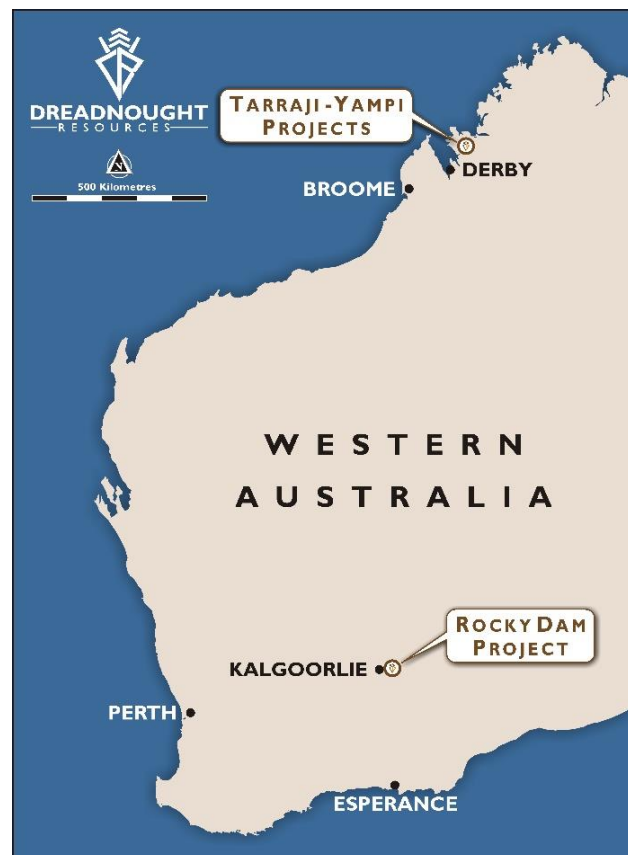 DREADNOUGHT
RESOURCES
N
500 Kilometres
TARRAJI-YAMPI
PROJECTS
DERBY
BROOME
WESTERN
AUSTRALIA
ROCKY DAM
PROJECT
KALGOORLIE
PERTH
ESPERANCE